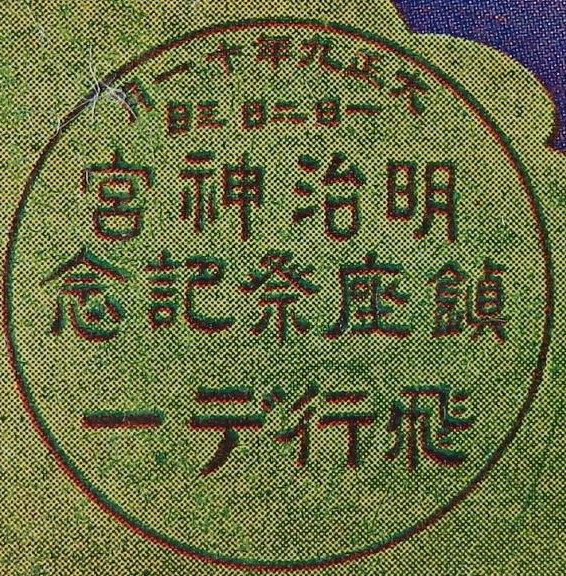 大正九年十一月
一日二日三日
明治神宮
鎮座祭記念
飛行デー